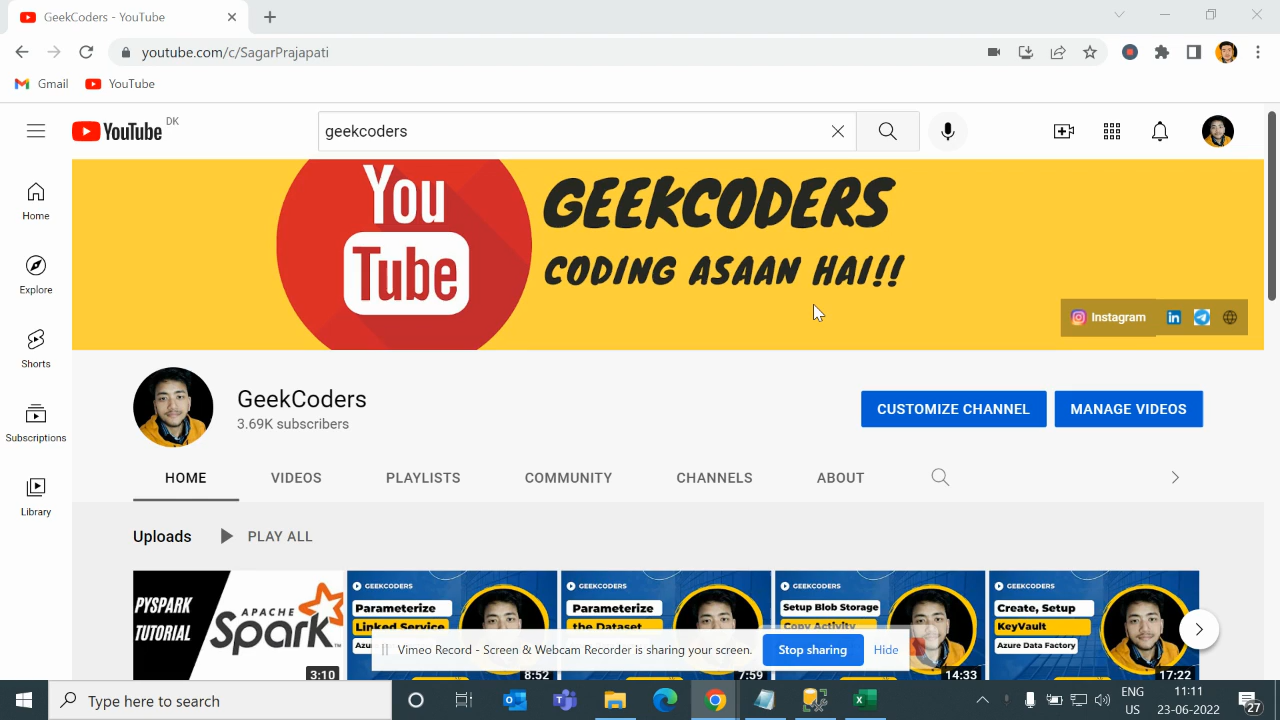 GeekCoders - YouTube
youtube.com/c/SagarPrajapati
Gmail
YouTube
YouTube DK
geekcoders
You
Tube
GEEKCODERS
CODING ASAAN HAI!!
Instagram
Home
Explore
Shorts
Subscriptions
Library
GeekCoders
3.69K subscribers
CUSTOMIZE CHANNEL
MANAGE VIDEOS
HOME
VIDEOS
PLAYLISTS
COMMUNITY
CHANNELS
ABOUT
Uploads
PLAY ALL
PYSPARK
TUTORIAL
APACHE
Spark
3:10
GEEKCODERS
Parameterize
Linked Service
8:52
GEEKCODERS
Parameterize
the Dataset
7:59
GEEKCODERS
Setup Blob Storage
Copy Activity
14:33
GEEKCODERS
Create, Setup
KeyVault
Azure Data Factory
17:22
Vimeo Record - Screen & Webcam Recorder is sharing your screen.
Stop sharing
Hide
Type here to search
ENG
US
11:11
23-06-2022
27